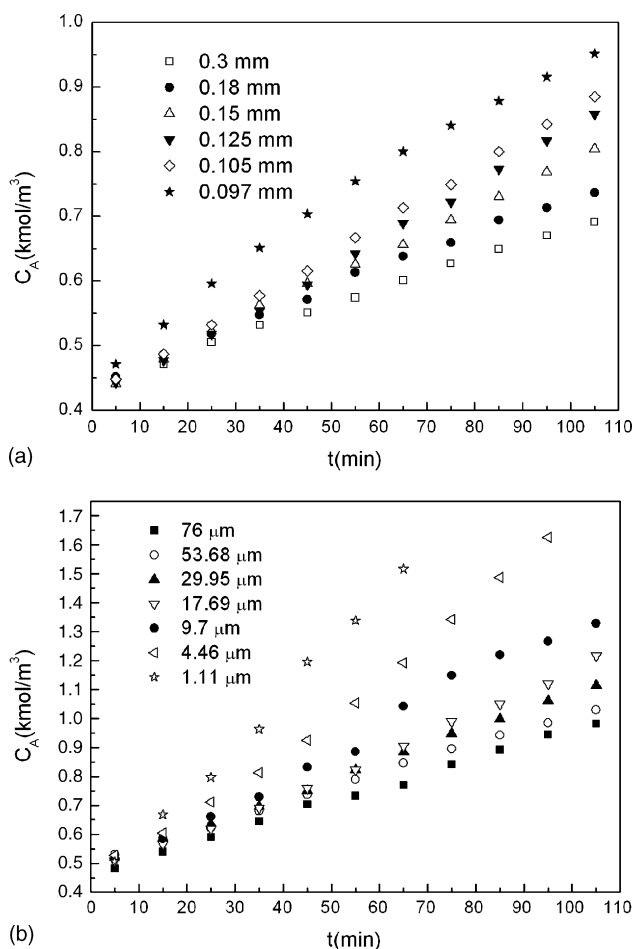 1.0
0.9
0.8
0.7
0.6
0.5
0.4
C_A(kmol/m³)
0.3 mm
0.18 mm
0.15 mm
0.125 mm
0.105 mm
0.097 mm
0 10 20 30 40 50 60 70 80 90 100 110
t(min)
(a)
1.7
1.6
1.5
1.4
1.3
1.2
1.1
1.0
0.9
0.8
0.7
0.6
0.5
0.4
C_A(kmol/m³)
76 μm
53.68 μm
29.95 μm
17.69 μm
9.7 μm
4.46 μm
1.11 μm
0 10 20 30 40 50 60 70 80 90 100 110
t(min)
(b)